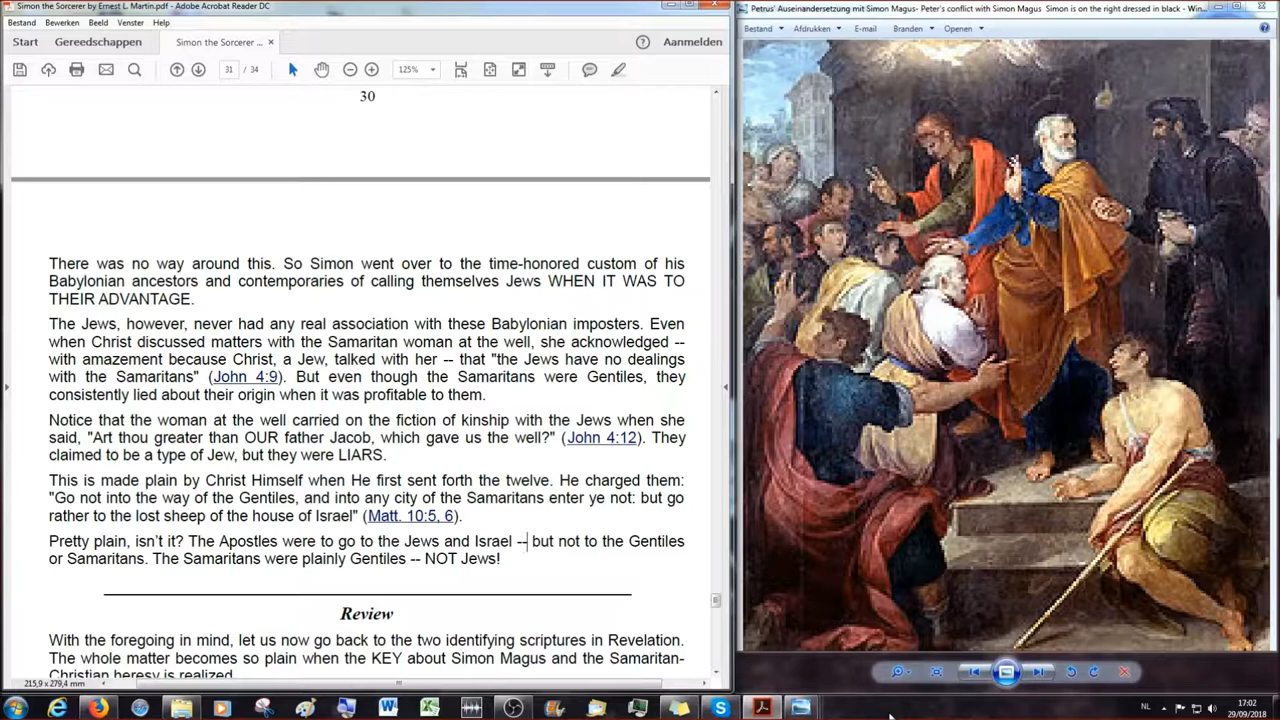 Simon the Sorcerer by Ernest L. Martin.pdf - Adobe Acrobat Reader DC
Bestand Bewerken Beeld Venster Help
Start Gereedschappen Simon the Sorcerer ... × Aanmelden
31 / 34 125%
30
There was no way around this. So Simon went over to the time-honored custom of his
Babylonian ancestors and contemporaries of calling themselves Jews WHEN IT WAS TO
THEIR ADVANTAGE.
The Jews, however, never had any real association with these Babylonian imposters. Even
when Christ discussed matters with the Samaritan woman at the well, she acknowledged --
with amazement because Christ, a Jew, talked with her -- that "the Jews have no dealings
with the Samaritans" (John 4:9). But even though the Samaritans were Gentiles, they
consistently lied about their origin when it was profitable to them.
Notice that the woman at the well carried on the fiction of kinship with the Jews when she
said, "Art thou greater than OUR father Jacob, which gave us the well?" (John 4:12). They
claimed to be a type of Jew, but they were LIARS.
This is made plain by Christ Himself when He first sent forth the twelve. He charged them:
"Go not into the way of the Gentiles, and into any city of the Samaritans enter ye not: but go
rather to the lost sheep of the house of Israel" (Matt. 10:5, 6).
Pretty plain, isn't it? The Apostles were to go to the Jews and Israel -- but not to the Gentiles
or Samaritans. The Samaritans were plainly Gentiles -- NOT Jews!
Review
With the foregoing in mind, let us now go back to the two identifying scriptures in Revelation.
The whole matter becomes so plain when the KEY about Simon Magus and the Samaritan-
Christian heresy is realized.
215,9 x 279,4 mm
Petrus' Auseinandersetzung mit Simon Magus- Peter's conflict with Simon Magus Simon is on the right dressed in black - Win...
Bestand Afdrukken E-mail Branden Openen
NL 17:02
29/09/2018